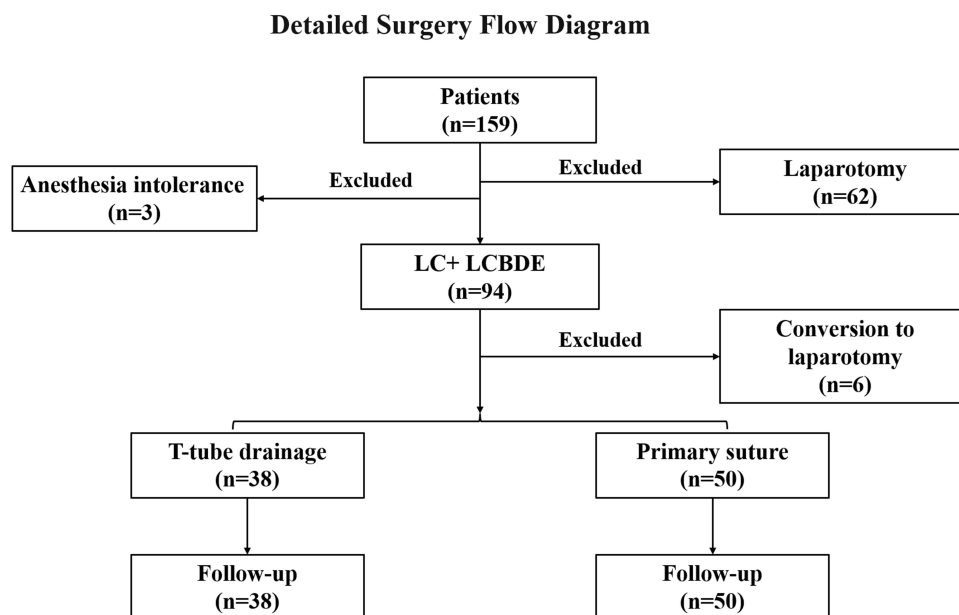 Detailed Surgery Flow Diagram
Patients
(n=159)
Anesthesia intolerance
(n=3)
Excluded
Excluded
Laparotomy
(n=62)
LC+ LCBDE
(n=94)
Excluded
Conversion to
laparotomy
(n=6)
T-tube drainage
(n=38)
Primary suture
(n=50)
Follow-up
(n=38)
Follow-up
(n=50)